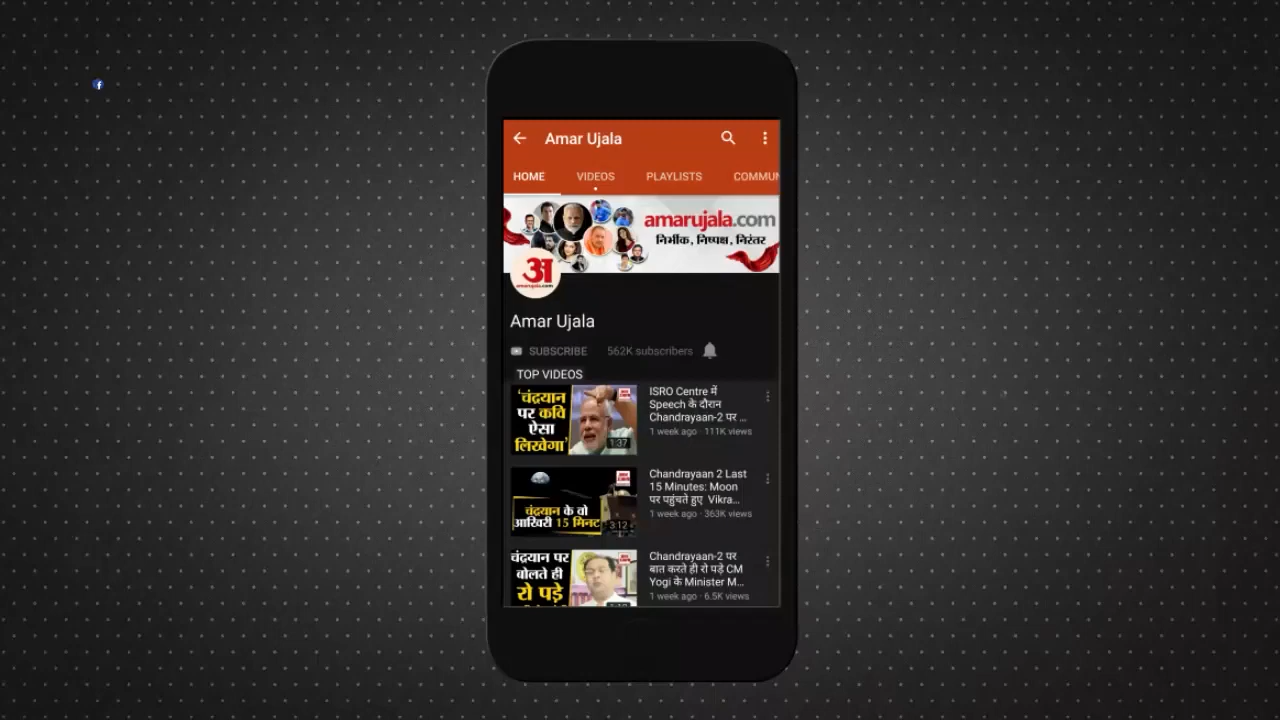 Amar Ujala
HOME VIDEOS PLAYLISTS COMMUN
amarujala.com
निर्भीक, निष्पक्ष, निरंतर
अ
amarujala.com
Amar Ujala
SUBSCRIBE 562K subscribers
TOP VIDEOS
'चंद्रयान
पर कवि
ऐसा
लिखेगा'
1:37
ISRO Centre में
Speech के दौरान
Chandrayaan-2 पर ...
1 week ago · 111K views
चंद्रयान के वो
आखिरी 15 मिनट
3:12
Chandrayaan 2 Last
15 Minutes: Moon
पर पहुंचते हुए Vikra...
1 week ago · 363K views
चंद्रयान पर
बोलते ही
रो पड़े
Chandrayaan-2 पर
बात करते ही रो पड़े CM
Yogi के Minister M...
1 week ago · 6.5K views